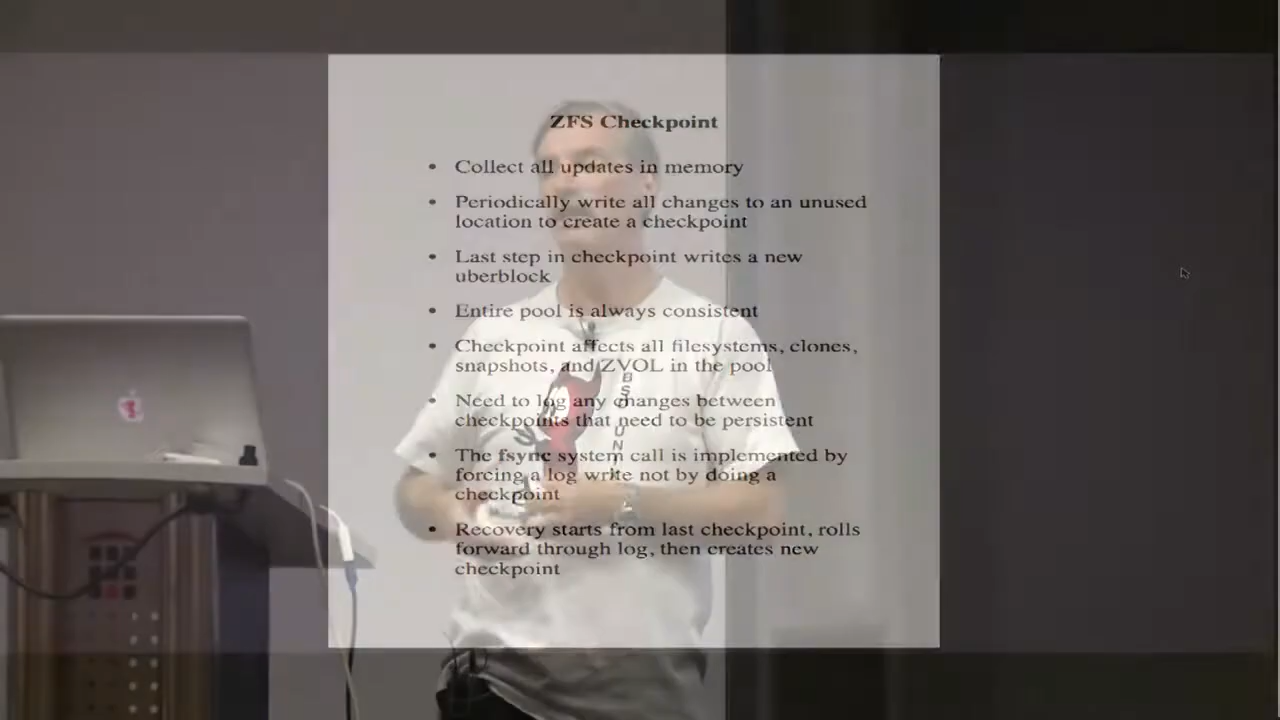 ZFS Checkpoint
• Collect all updates in memory
• Periodically write all changes to an unused
location to create a checkpoint
• Last step in checkpoint writes a new
uberblock
• Entire pool is always consistent
• Checkpoint affects all filesystems, clones,
snapshots, and ZVOL in the pool
• Need to log any changes between
checkpoints that need to be persistent
• The fsync system call is implemented by
forcing a log write not by doing a
checkpoint
• Recovery starts from last checkpoint, rolls
forward through log, then creates new
checkpoint